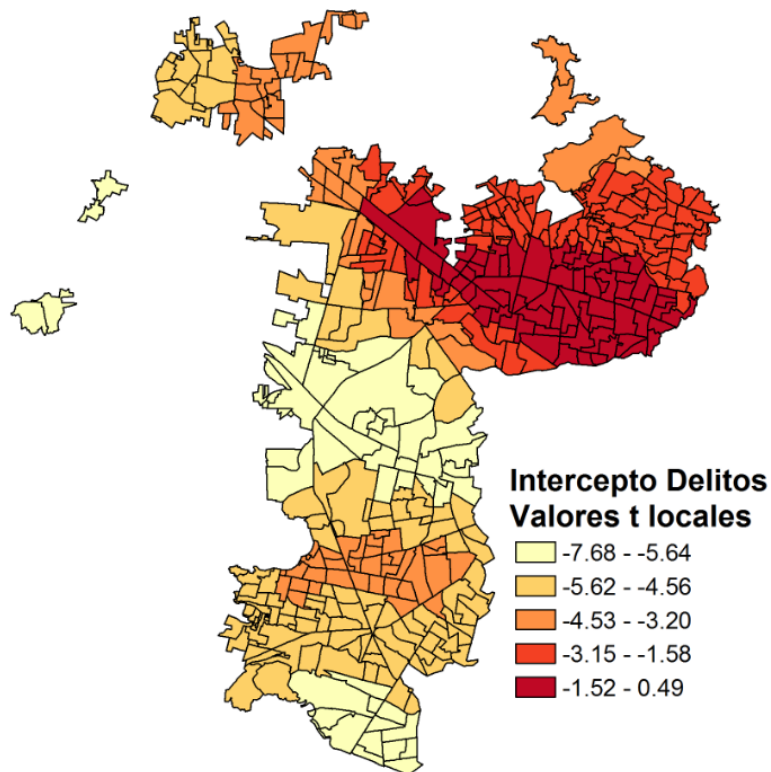 Intercepto Delitos
Valores t locales
-7.68 - -5.64
-5.62 - -4.56
-4.53 - -3.20
-3.15 - -1.58
-1.52 - 0.49